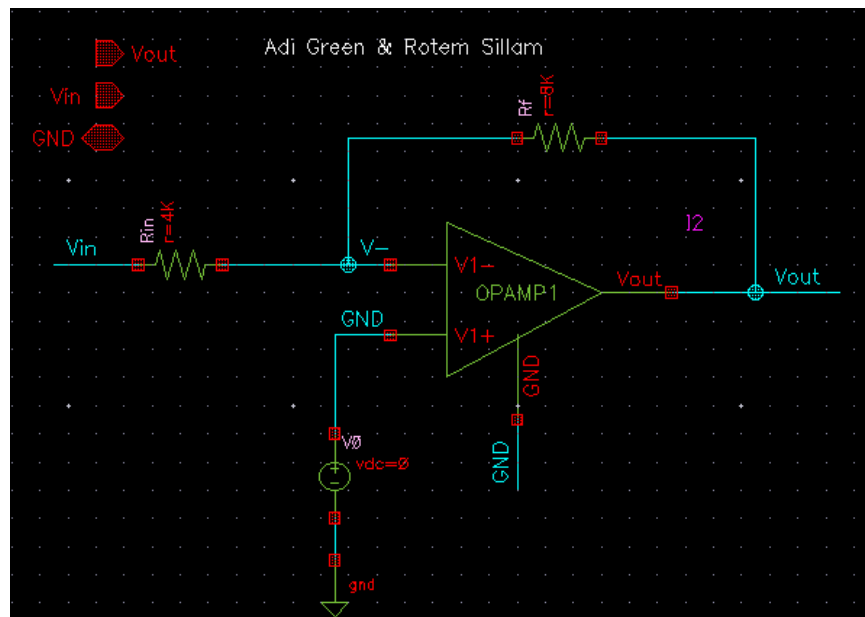 Adi Green & Rotem Sillam
Vout
Vin
GND
Rf
r=8K
Rin
r=4K
I2
Vin
V-
V1-
OPAMP1
Vout
Vout
GND
V1+
GND
GND
V0
vdc=0
gnd